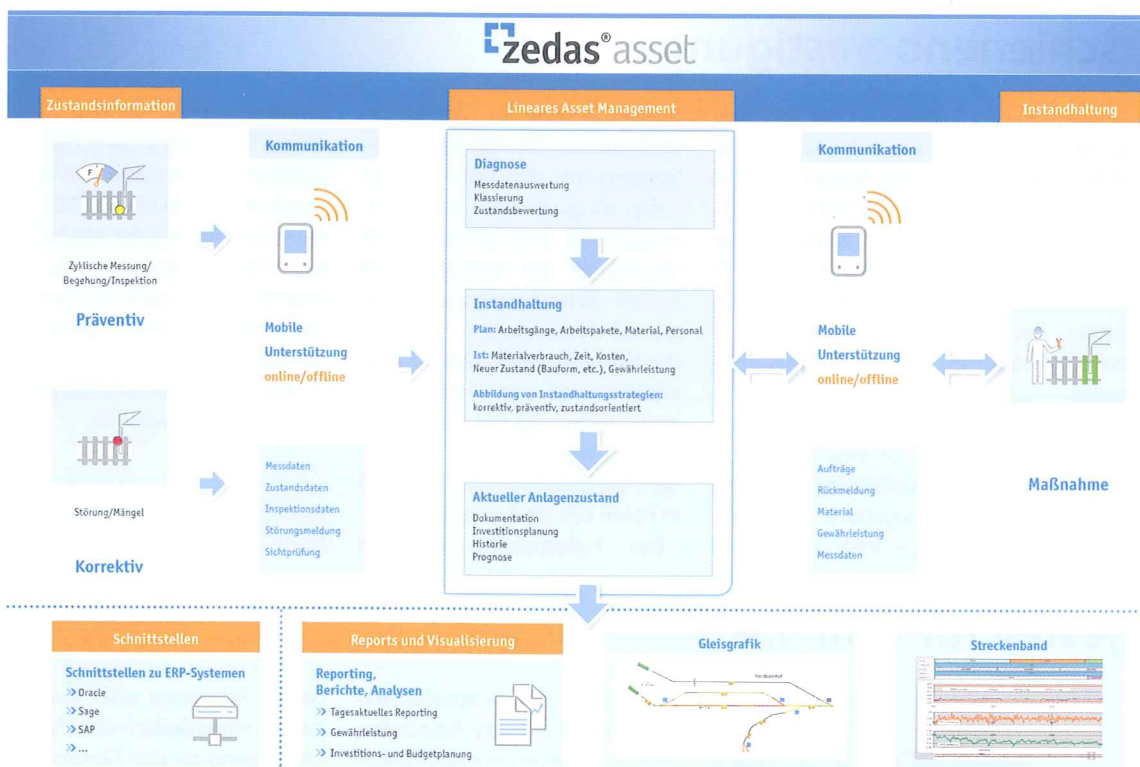 zedas® asset
Zustandsinformation
Lineares Asset Management
Instandhaltung
F
Zyklische Messung/
Begehung/Inspektion
Präventiv
Störung/Mängel
Korrektiv
Kommunikation
Mobile
Unterstützung
online/offline
Messdaten
Zustandsdaten
Inspektionsdaten
Störungsmeldung
Sichtprüfung
Diagnose
Messdatenauswertung
Klassierung
Zustandsbewertung
Instandhaltung
Plan: Arbeitsgänge, Arbeitspakete, Material, Personal
Ist: Materialverbrauch, Zeit, Kosten,
Neuer Zustand (Bauform, etc.), Gewährleistung
Abbildung von Instandhaltungsstrategien:
korrektiv, präventiv, zustandsorientiert
Aktueller Anlagenzustand
Dokumentation
Investitionsplanung
Historie
Prognose
Kommunikation
Mobile
Unterstützung
online/offline
Aufträge
Rückmeldung
Material
Gewährleistung
Messdaten
Maßnahme
Schnittstellen
Schnittstellen zu ERP-Systemen
>> Oracle
>> Sage
>> SAP
>> ...
Reports und Visualisierung
Reporting,
Berichte, Analysen
>> Tagesaktuelles Reporting
>> Gewährleistung
>> Investitions- und Budgetplanung
Gleisgrafik
Streckenband